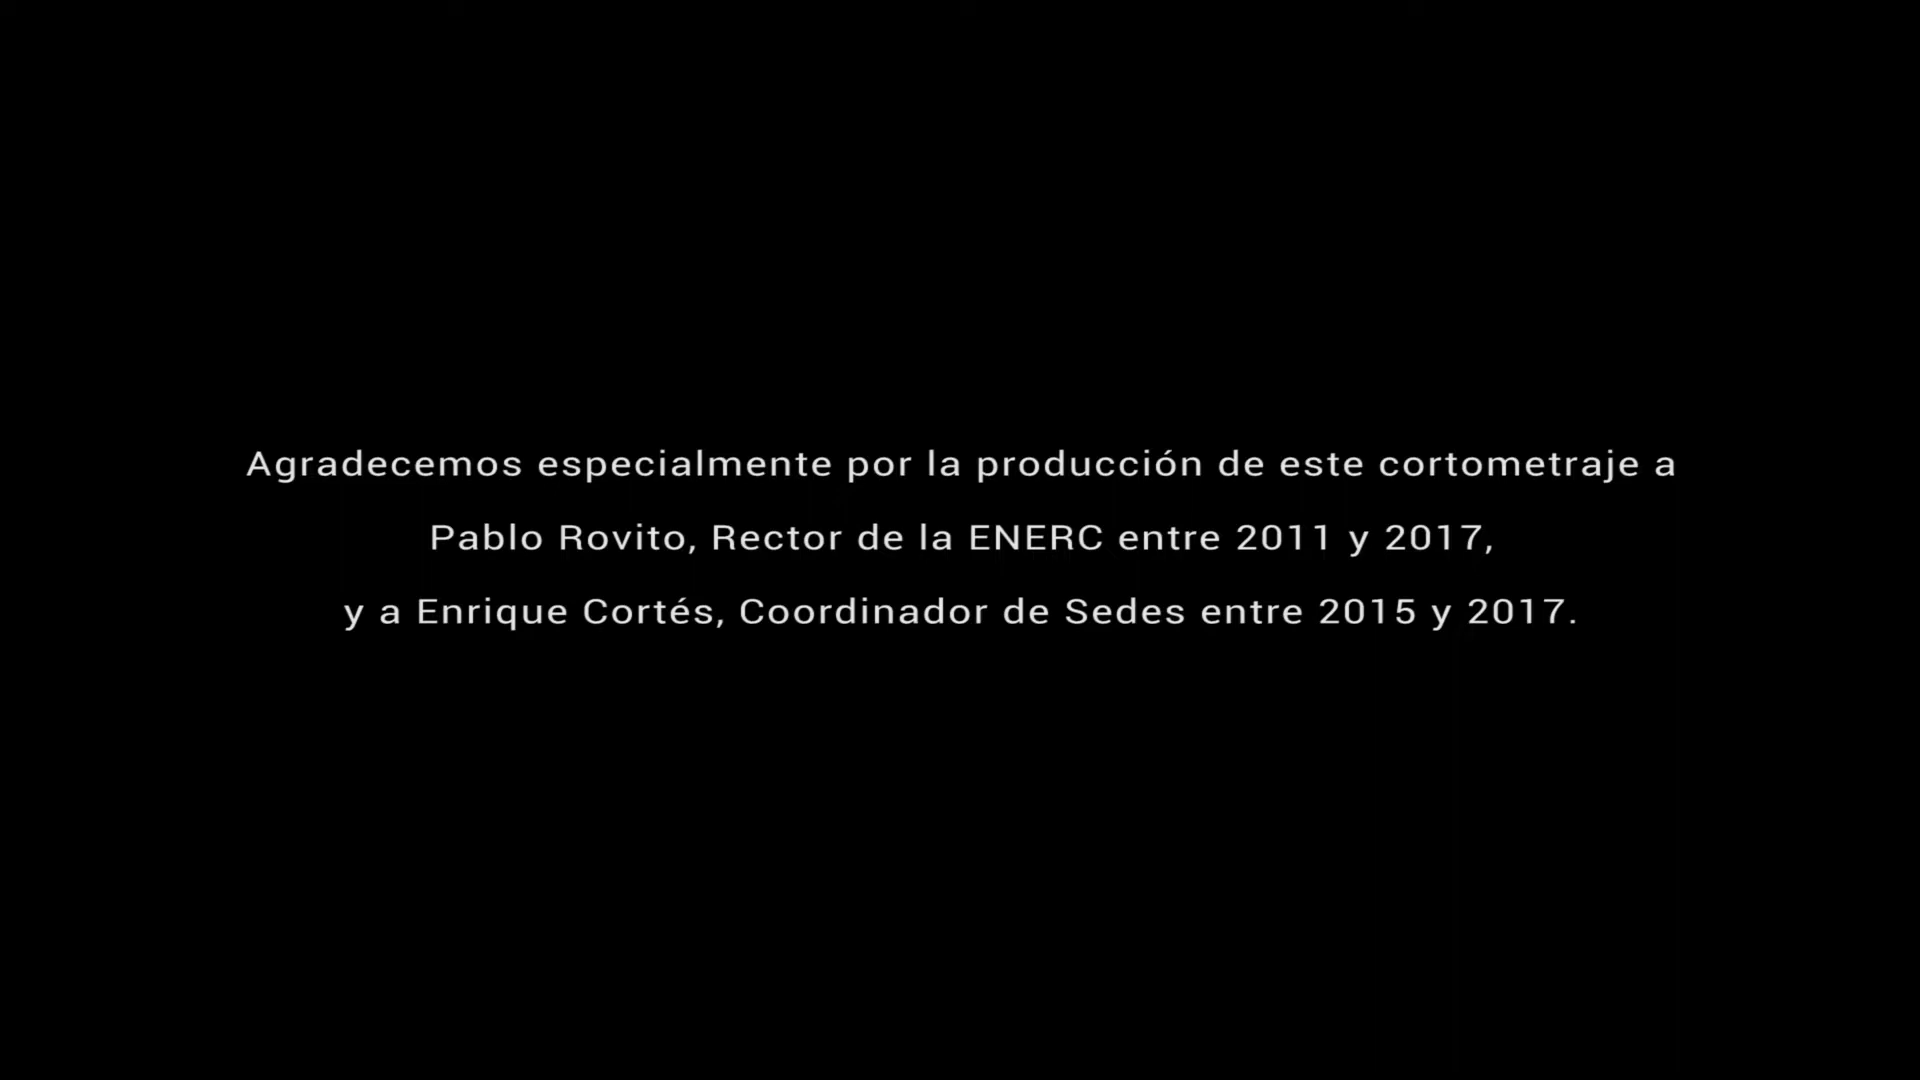 Agradecemos especialmente por la producción de este cortometraje a
Pablo Rovito, Rector de la ENERC entre 2011 y 2017,
y a Enrique Cortés, Coordinador de Sedes entre 2015 y 2017.